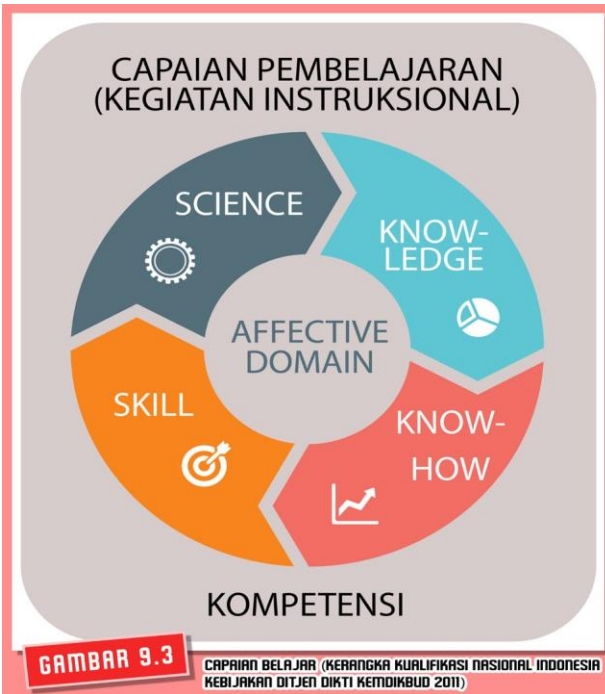 CAPAIAN PEMBELAJARAN
(KEGIATAN INSTRUKSIONAL)
SCIENCE
KNOW-
LEDGE
AFFECTIVE
DOMAIN
SKILL
KNOW-
HOW
KOMPETENSI
GAMBAR 9.3
CAPAIAN BELAJAR (KERANGKA KUALIFIKASI NASIONAL INDONESIA
KEBIJAKAN DITJEN DIKTI KEMDIKBUD 2011)